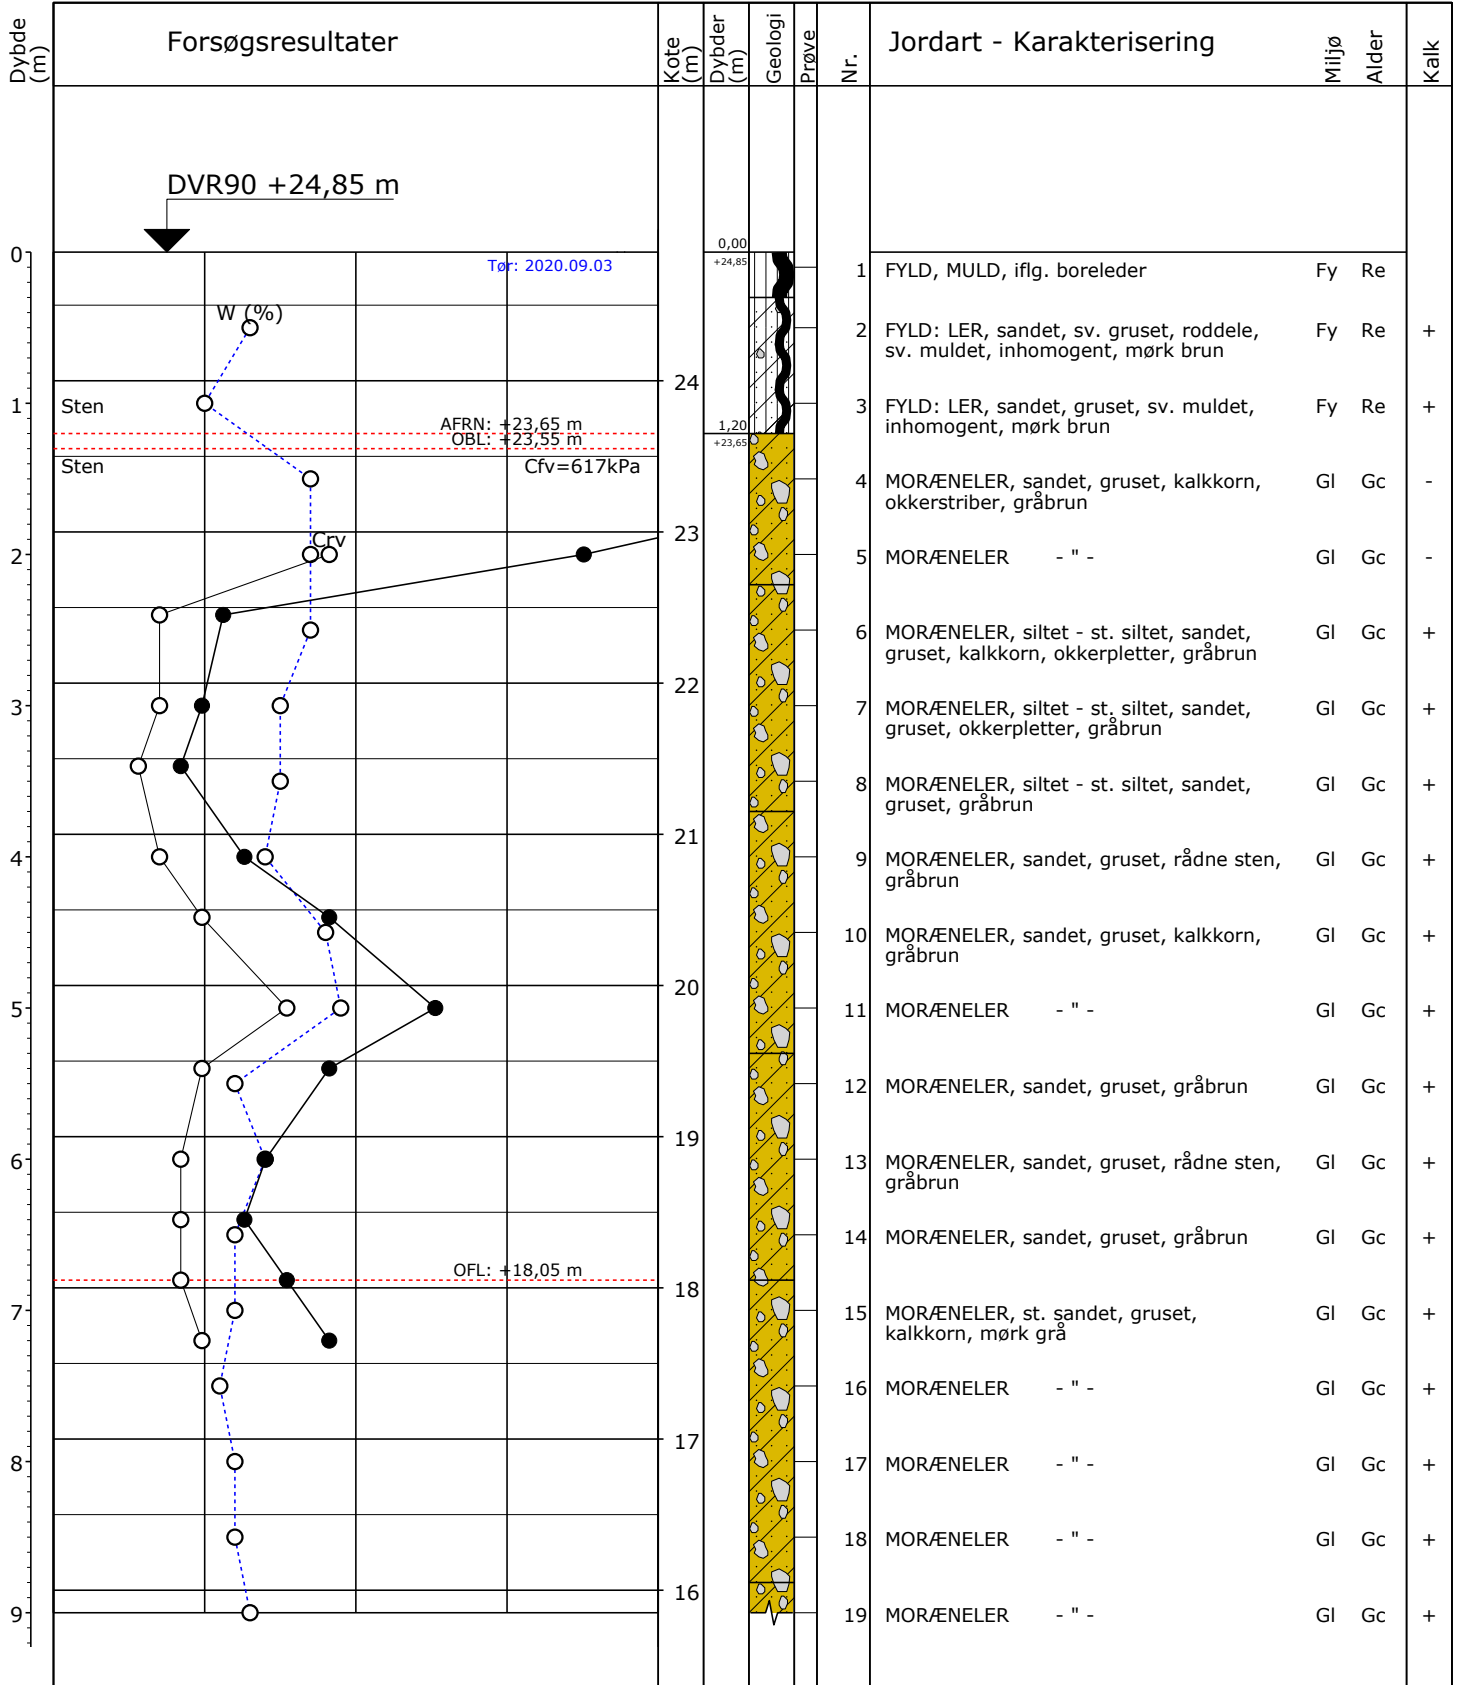 Dybde (m)
Forsøgsresultater
Kote (m)
Dybder (m)
Geologi
Prøve
Nr.
Jordart - Karakterisering
Miljø
Alder
Kalk
DVR90 +24,85 m
0
Tør: 2020.09.03
0,00
+24,85
1 FYLD, MULD, iflg. boreleder Fy Re
W (%)
2 FYLD: LER, sandet, sv. gruset, roddele, Fy Re +
sv. muldet, inhomogent, mørk brun
24
1
Sten
3 FYLD: LER, sandet, gruset, sv. muldet, Fy Re +
inhomogent, mørk brun
AFRN: +23,65 m
1,20
OBL: +23,55 m
+23,65
Sten
Cfv=617kPa
4 MORÆNELER, sandet, gruset, kalkkorn, Gl Gc -
okkerstriber, gråbrun
23
Crv
2
5 MORÆNELER - " - Gl Gc -
6 MORÆNELER, siltet - st. siltet, sandet, Gl Gc +
gruset, kalkkorn, okkerpletter, gråbrun
22
3
7 MORÆNELER, siltet - st. siltet, sandet, Gl Gc +
gruset, okkerpletter, gråbrun
8 MORÆNELER, siltet - st. siltet, sandet, Gl Gc +
gruset, gråbrun
21
4
9 MORÆNELER, sandet, gruset, rådne sten, Gl Gc +
gråbrun
10 MORÆNELER, sandet, gruset, kalkkorn, Gl Gc +
gråbrun
20
5
11 MORÆNELER - " - Gl Gc +
12 MORÆNELER, sandet, gruset, gråbrun Gl Gc +
19
6
13 MORÆNELER, sandet, gruset, rådne sten, Gl Gc +
gråbrun
14 MORÆNELER, sandet, gruset, gråbrun Gl Gc +
OFL: +18,05 m
18
7
15 MORÆNELER, st. sandet, gruset, Gl Gc +
kalkkorn, mørk grå
16 MORÆNELER - " - Gl Gc +
17
8
17 MORÆNELER - " - Gl Gc +
18 MORÆNELER - " - Gl Gc +
16
9
19 MORÆNELER - " - Gl Gc +